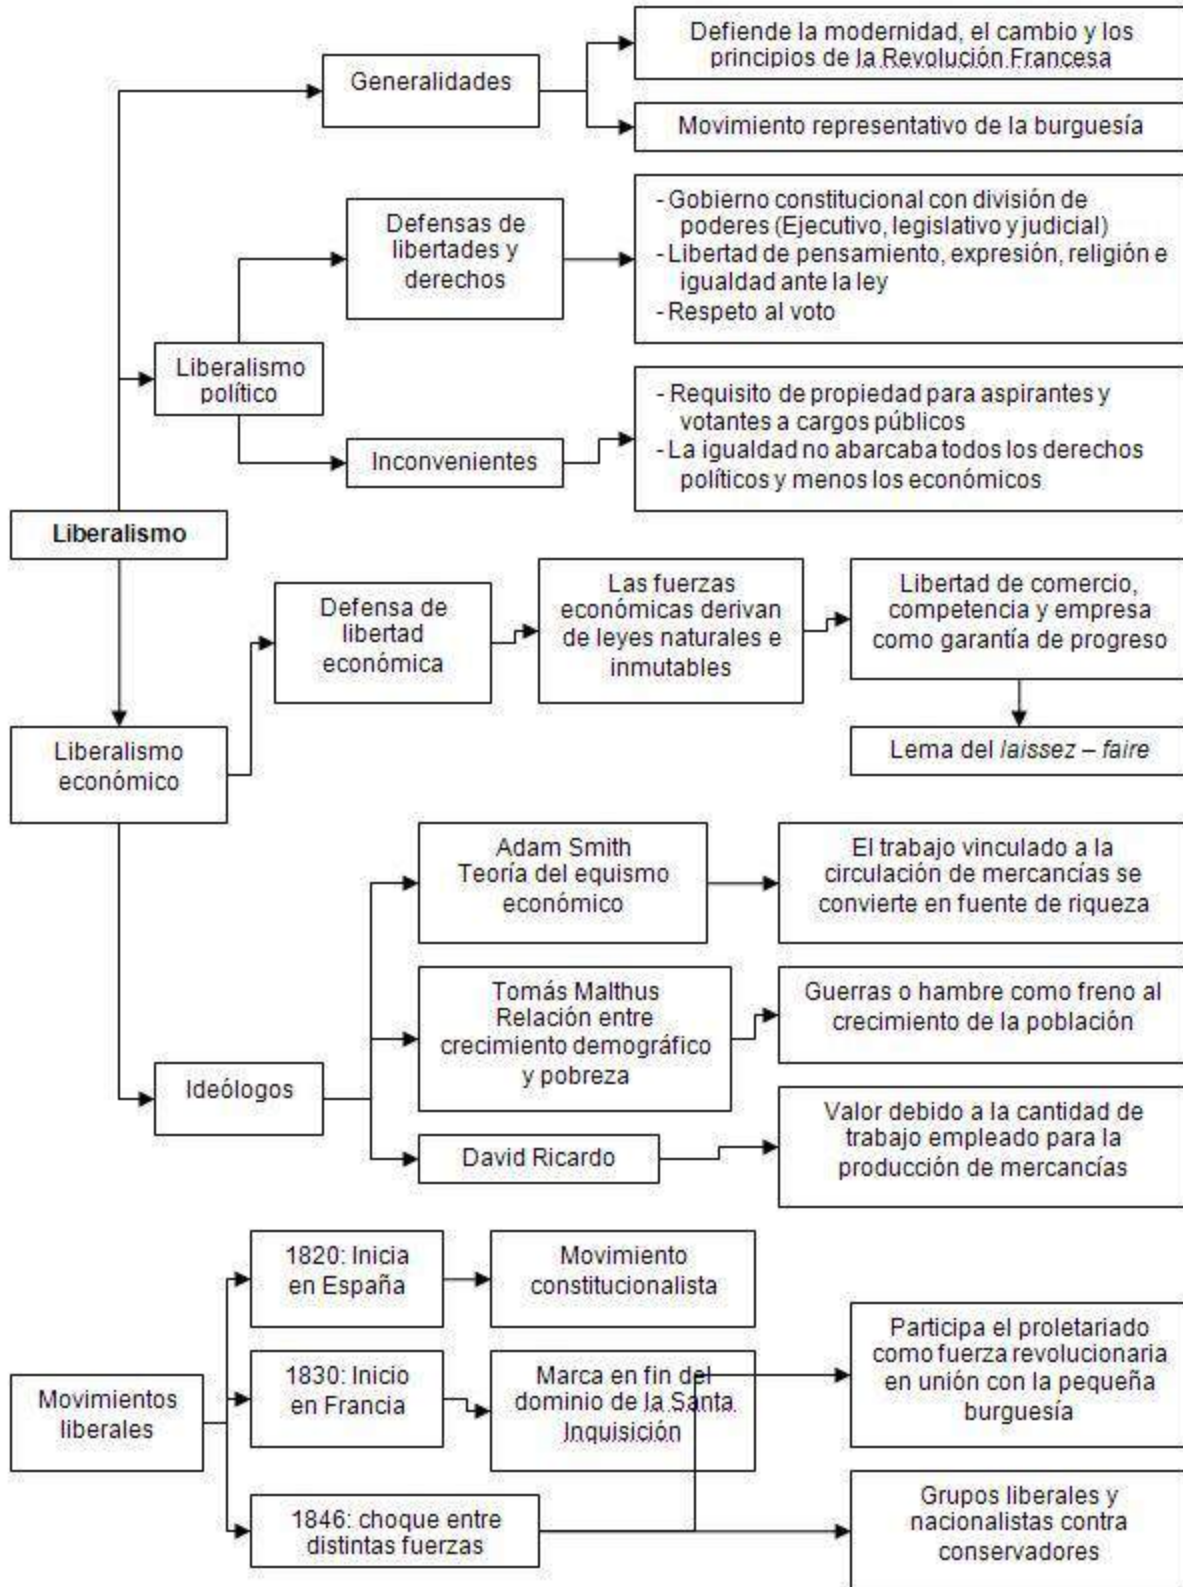 Defiende la modernidad, el cambio y los
principios de la Revolución Francesa
Generalidades
Movimiento representativo de la burguesía
Defensas de
libertades y
derechos
- Gobierno constitucional con división de
poderes (Ejecutivo, legislativo y judicial)
- Libertad de pensamiento, expresión, religión e
igualdad ante la ley
- Respeto al voto
Liberalismo
político
Inconvenientes
- Requisito de propiedad para aspirantes y
votantes a cargos públicos
- La igualdad no abarcaba todos los derechos
políticos y menos los económicos
Liberalismo
Defensa de
libertad
económica
Las fuerzas
económicas derivan
de leyes naturales e
inmutables
Libertad de comercio,
competencia y empresa
como garantía de progreso
Lema del laissez – faire
Liberalismo
económico
Adam Smith
Teoría del equismo
económico
El trabajo vinculado a la
circulación de mercancías se
convierte en fuente de riqueza
Tomás Malthus
Relación entre
crecimiento demográfico
y pobreza
Guerras o hambre como freno al
crecimiento de la población
Ideólogos
David Ricardo
Valor debido a la cantidad de
trabajo empleado para la
producción de mercancías
1820: Inicia
en España
Movimiento
constitucionalista
Movimientos
liberales
1830: Inicio
en Francia
Marca en fin del
dominio de la Santa
Inquisición
Participa el proletariado
como fuerza revolucionaria
en unión con la pequeña
burguesía
1846: choque entre
distintas fuerzas
Grupos liberales y
nacionalistas contra
conservadores